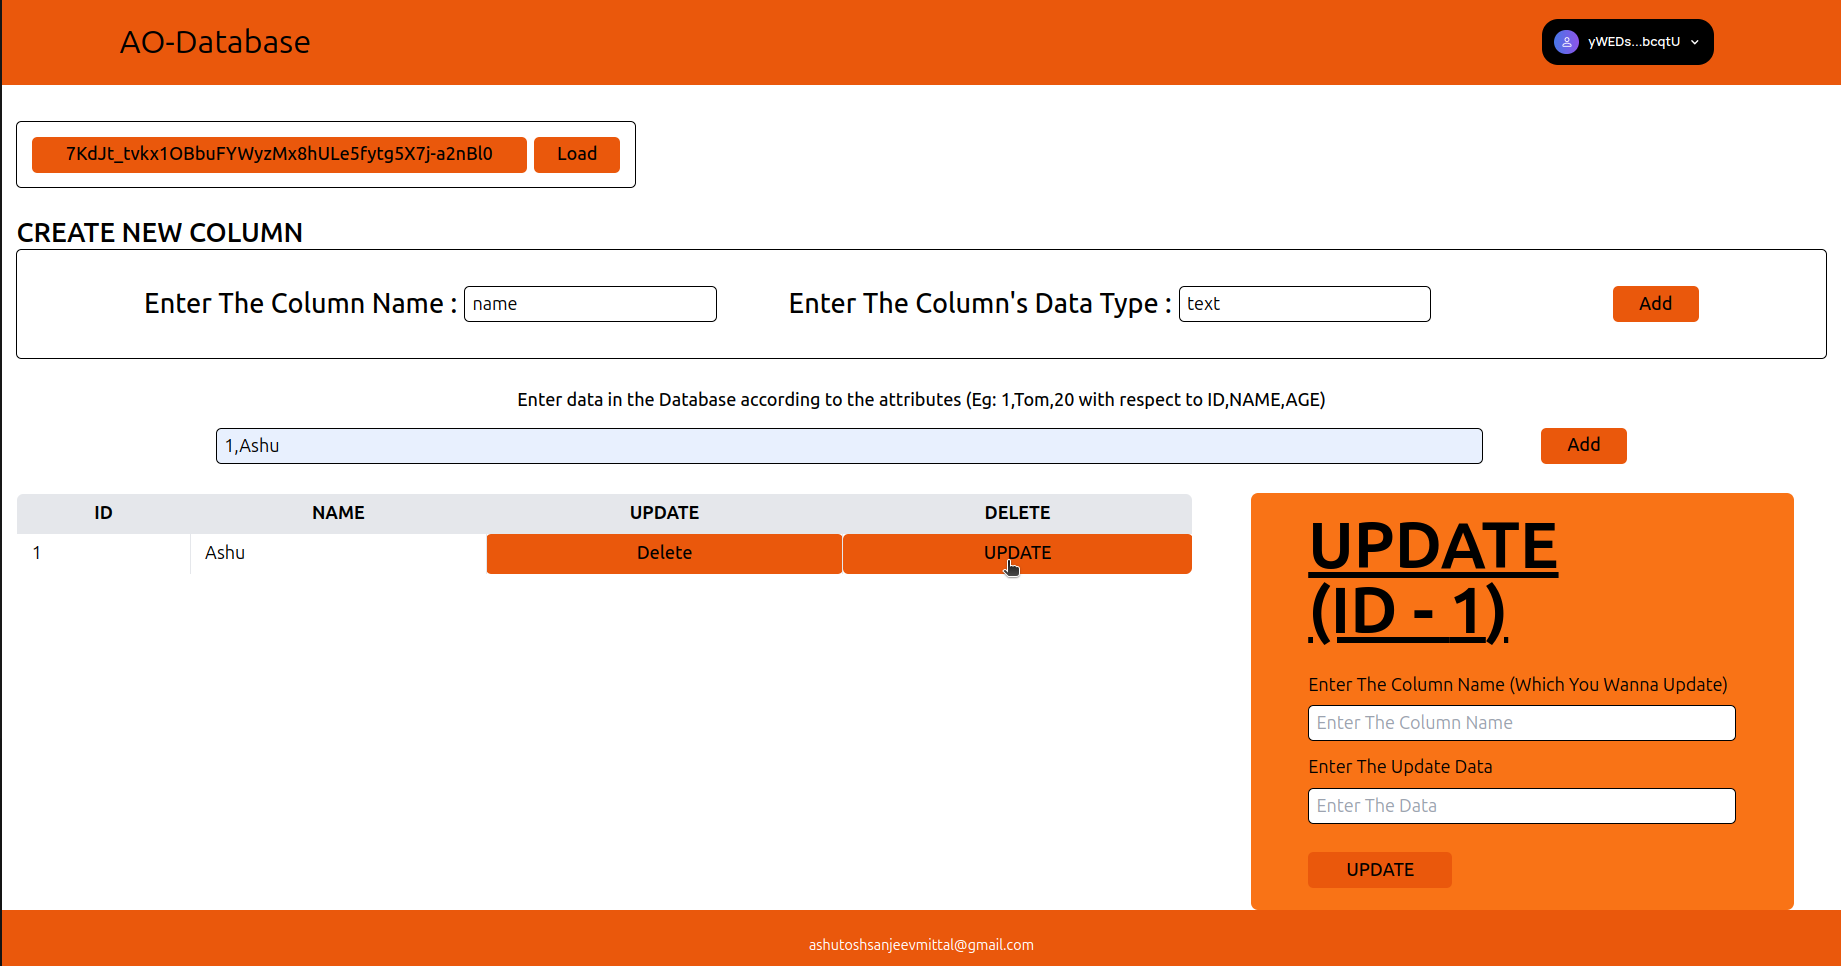 AO-Database
yWEDs...bcqtU
7KdJt_tvkx1OBbuFYWyzMx8hULe5fytg5X7j-a2nBl0 Load
CREATE NEW COLUMN
Enter The Column Name : name Enter The Column's Data Type : text Add
Enter data in the Database according to the attributes (Eg: 1,Tom,20 with respect to ID,NAME,AGE)
1,Ashu Add
ID NAME UPDATE DELETE
1 Ashu Delete UPDATE
UPDATE
(ID - 1)
Enter The Column Name (Which You Wanna Update)
Enter The Column Name
Enter The Update Data
Enter The Data
UPDATE
ashutoshsanjeevmittal@gmail.com